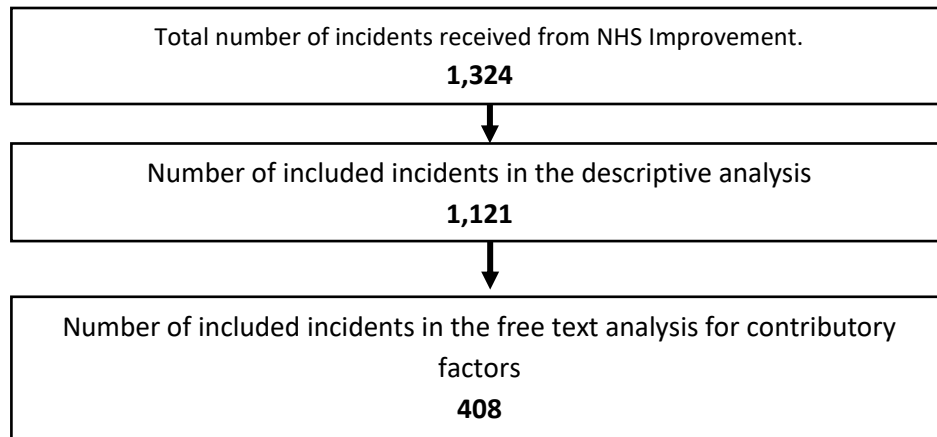 Total number of incidents received from NHS Improvement.
1,324
Number of included incidents in the descriptive analysis
1,121
Number of included incidents in the free text analysis for contributory
factors
408